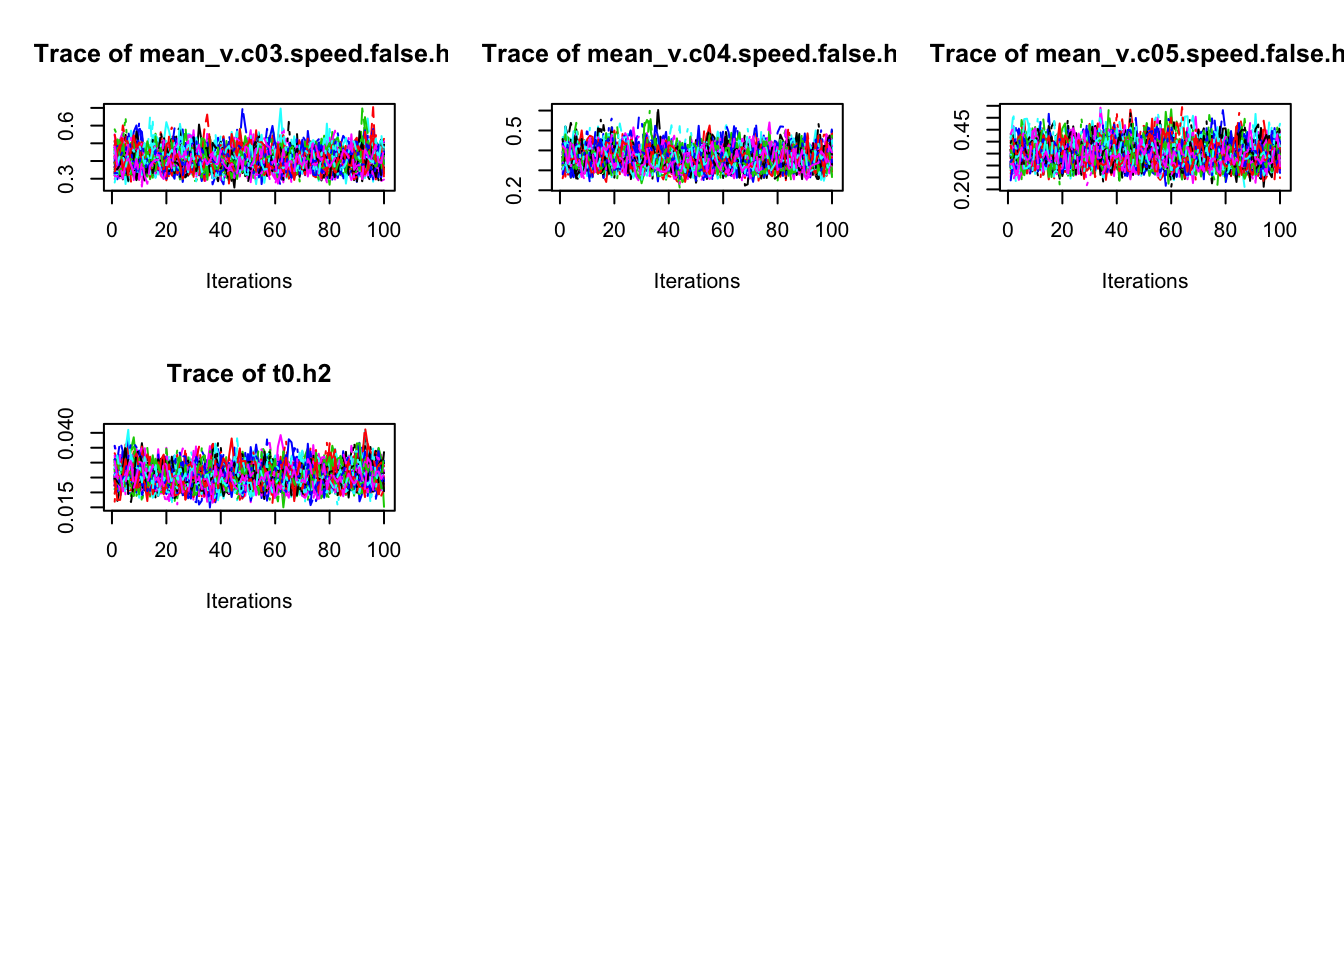 Trace of mean_v.c03.speed.false.h
0.6
0.3
0 20 40 60 80 100
Iterations
Trace of mean_v.c04.speed.false.h
0.5
0.2
0 20 40 60 80 100
Iterations
Trace of mean_v.c05.speed.false.h
0.45
0.20
0 20 40 60 80 100
Iterations
Trace of t0.h2
0.040
0.015
0 20 40 60 80 100
Iterations